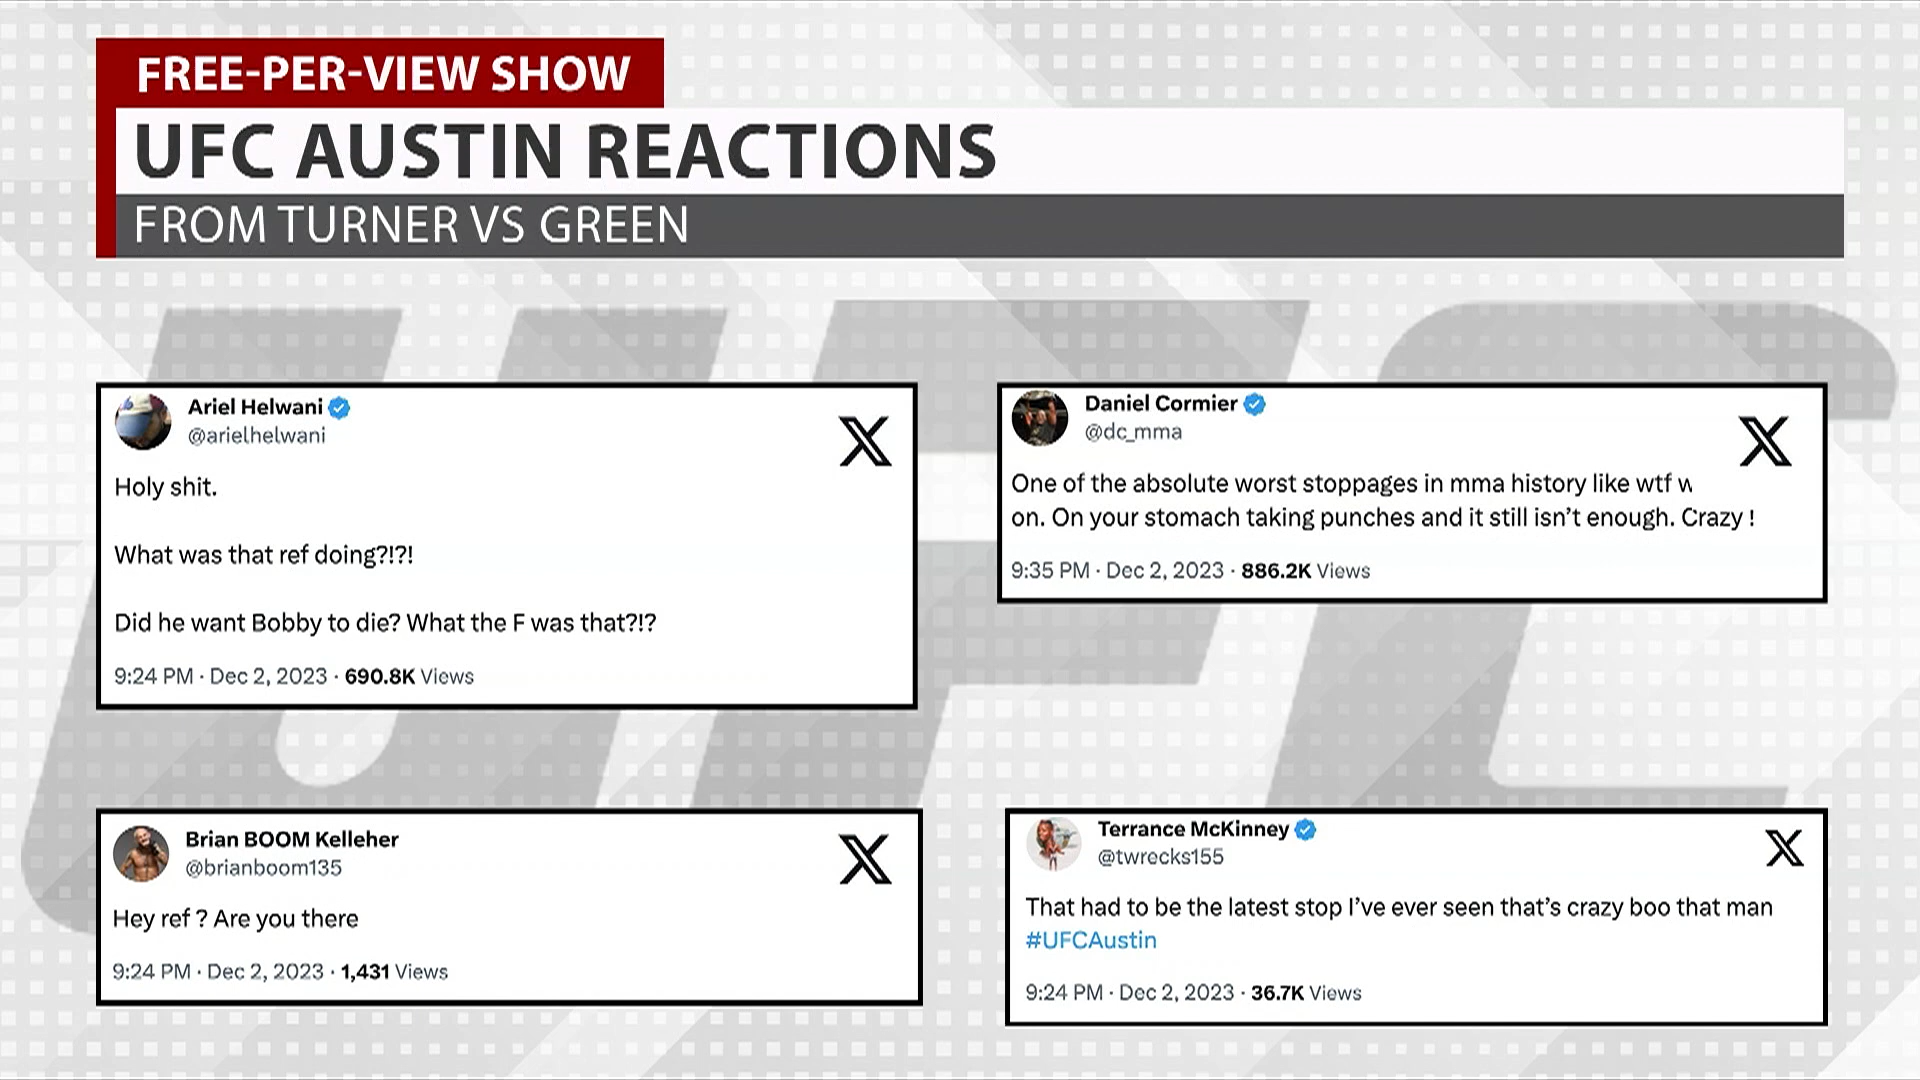 FREE-PER-VIEW SHOW
UFC AUSTIN REACTIONS
FROM TURNER VS GREEN
UFC
Ariel Helwani
@arielhelwani
Holy shit.
What was that ref doing?!?!
Did he want Bobby to die? What the F was that?!?
9:24 PM · Dec 2, 2023 · 690.8K Views
Daniel Cormier
@dc_mma
One of the absolute worst stoppages in mma history like wtf w
on. On your stomach taking punches and it still isn’t enough. Crazy !
9:35 PM · Dec 2, 2023 · 886.2K Views
Brian BOOM Kelleher
@brianboom135
Hey ref ? Are you there
9:24 PM · Dec 2, 2023 · 1,431 Views
Terrance McKinney
@twrecks155
That had to be the latest stop I’ve ever seen that’s crazy boo that man
#UFCAustin
9:24 PM · Dec 2, 2023 · 36.7K Views